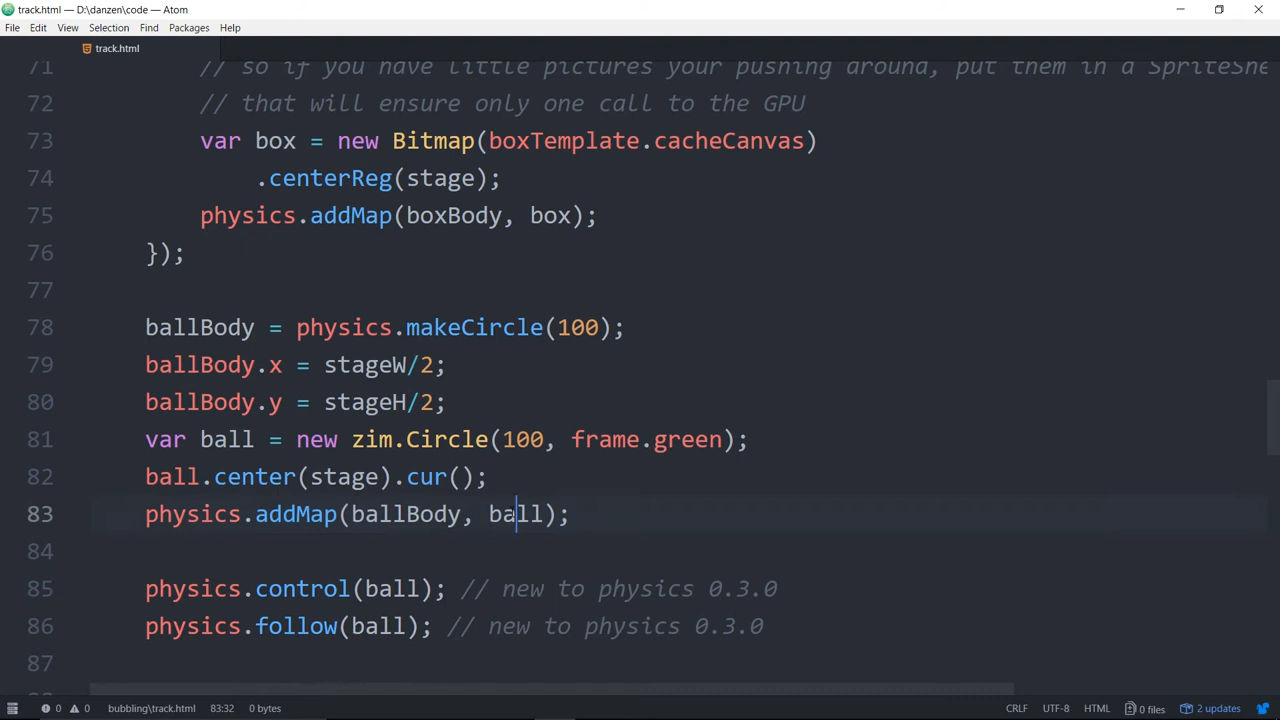 track.html — D:\danzen\code — Atom
File Edit View Selection Find Packages Help
track.html
71 // so if you have little pictures your pushing around, put them in a SpriteShe
72 // that will ensure only one call to the GPU
73 var box = new Bitmap(boxTemplate.cacheCanvas)
74 .centerReg(stage);
75 physics.addMap(boxBody, box);
76 });
77
78 ballBody = physics.makeCircle(100);
79 ballBody.x = stageW/2;
80 ballBody.y = stageH/2;
81 var ball = new zim.Circle(100, frame.green);
82 ball.center(stage).cur();
83 physics.addMap(ballBody, ball);
84
85 physics.control(ball); // new to physics 0.3.0
86 physics.follow(ball); // new to physics 0.3.0
87
0 0 bubbling\track.html 83:32 0 bytes CRLF UTF-8 HTML 0 files 2 updates